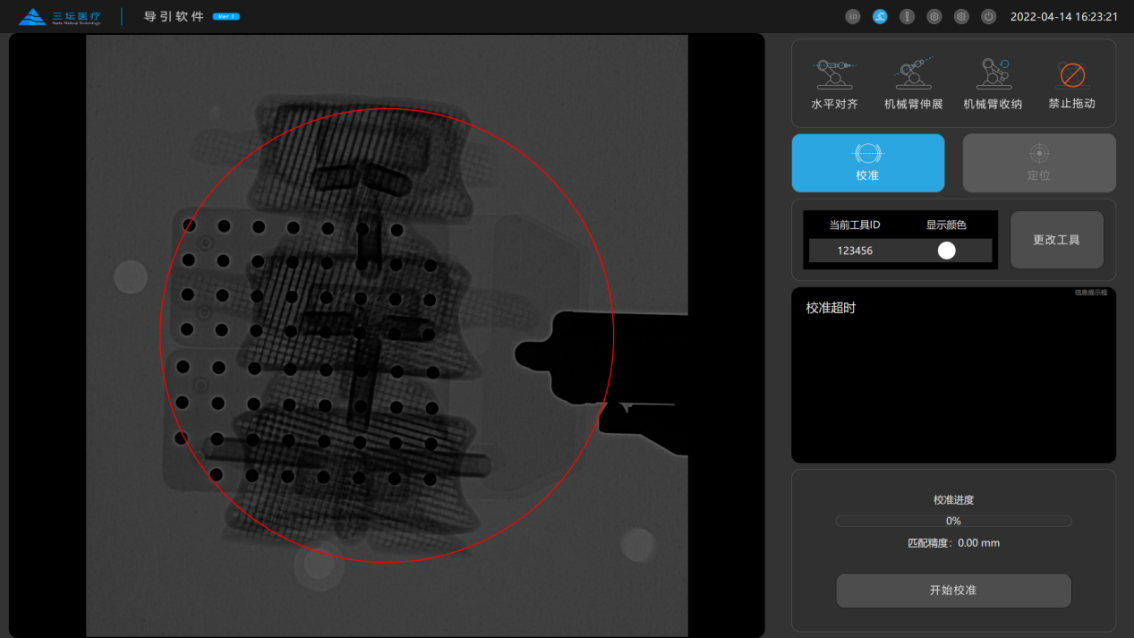 三坛医疗
导引软件
Ver 1
2022-04-14 16:23:21
水平对齐
机械臂伸展
机械臂收纳
禁止拖动
校准
定位
当前工具ID
显示颜色
123456
更改工具
信息提示框
校准超时
校准进度
0%
匹配精度：0.00 mm
开始校准